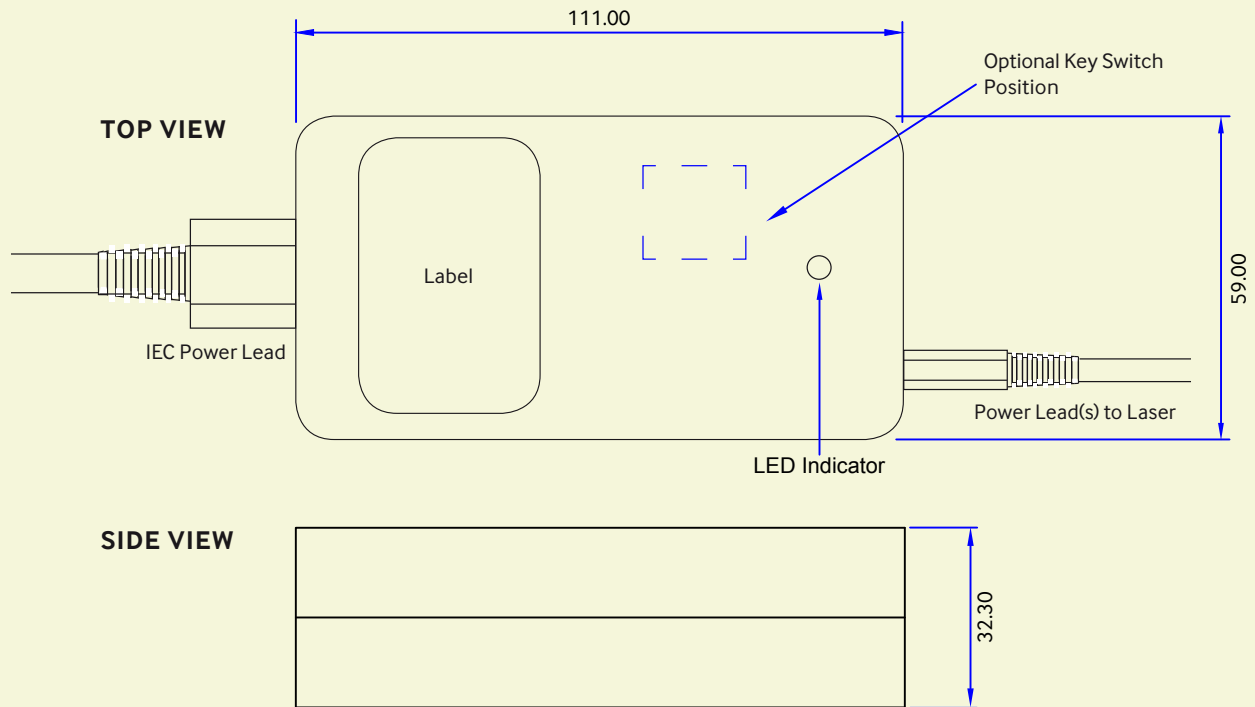 111.00
Optional Key Switch
Position
TOP VIEW
59.00
Label
IEC Power Lead
Power Lead(s) to Laser
LED Indicator
SIDE VIEW
32.30